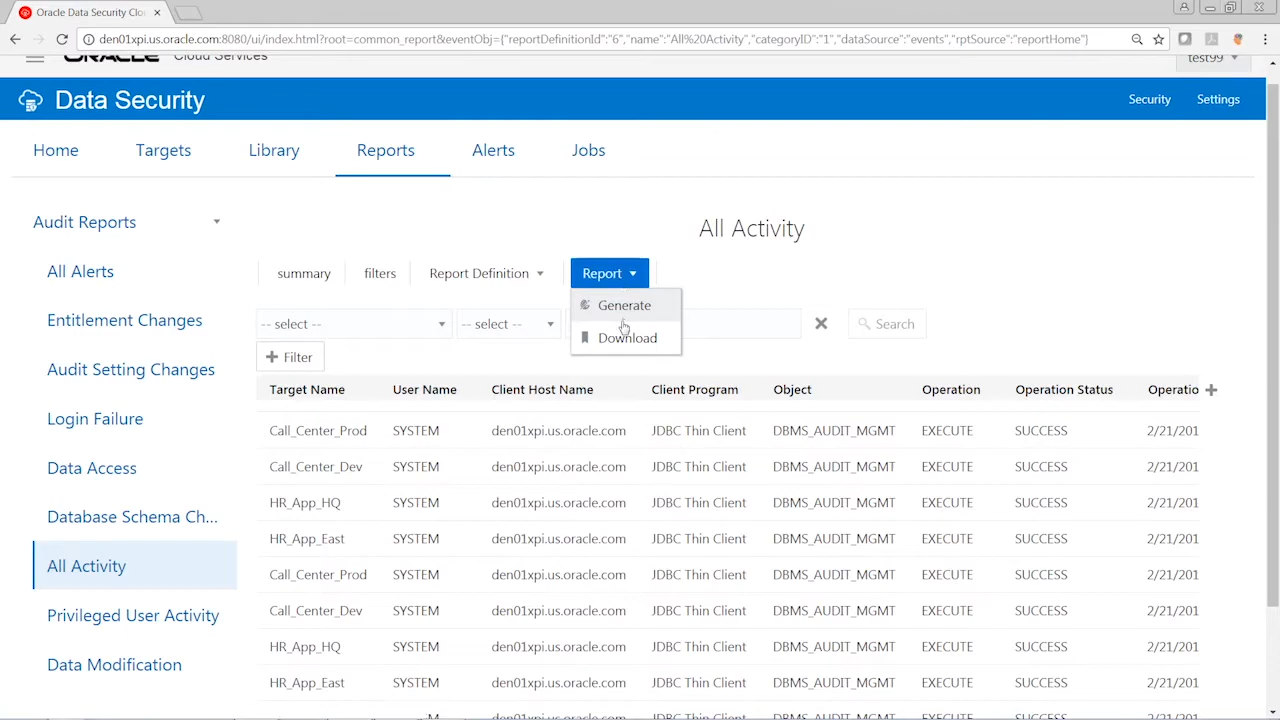 Oracle Data Security Clo
den01xpi.us.oracle.com:8080/ui/index.html?root=common_report&eventObj={"reportDefinitionId":"6","name":"All%20Activity","categoryID":"1","dataSource":"events","rptSource":"reportHome"}
ORACLE Cloud Services test99
Data Security Security Settings
Home Targets Library Reports Alerts Jobs
Audit Reports
All Alerts
Entitlement Changes
Audit Setting Changes
Login Failure
Data Access
Database Schema Ch...
All Activity
Privileged User Activity
Data Modification
All Activity
summary filters Report Definition Report
Generate
Download
-- select -- -- select -- Search
Filter
Target Name User Name Client Host Name Client Program Object Operation Operation Status Operatio
Call_Center_Prod SYSTEM den01xpi.us.oracle.com JDBC Thin Client DBMS_AUDIT_MGMT EXECUTE SUCCESS 2/21/201
Call_Center_Dev SYSTEM den01xpi.us.oracle.com JDBC Thin Client DBMS_AUDIT_MGMT EXECUTE SUCCESS 2/21/201
HR_App_HQ SYSTEM den01xpi.us.oracle.com JDBC Thin Client DBMS_AUDIT_MGMT EXECUTE SUCCESS 2/21/201
HR_App_East SYSTEM den01xpi.us.oracle.com JDBC Thin Client DBMS_AUDIT_MGMT EXECUTE SUCCESS 2/21/201
Call_Center_Prod SYSTEM den01xpi.us.oracle.com JDBC Thin Client DBMS_AUDIT_MGMT EXECUTE SUCCESS 2/21/201
Call_Center_Dev SYSTEM den01xpi.us.oracle.com JDBC Thin Client DBMS_AUDIT_MGMT EXECUTE SUCCESS 2/21/201
HR_App_HQ SYSTEM den01xpi.us.oracle.com JDBC Thin Client DBMS_AUDIT_MGMT EXECUTE SUCCESS 2/21/201
HR_App_East SYSTEM den01xpi.us.oracle.com JDBC Thin Client DBMS_AUDIT_MGMT EXECUTE SUCCESS 2/21/201